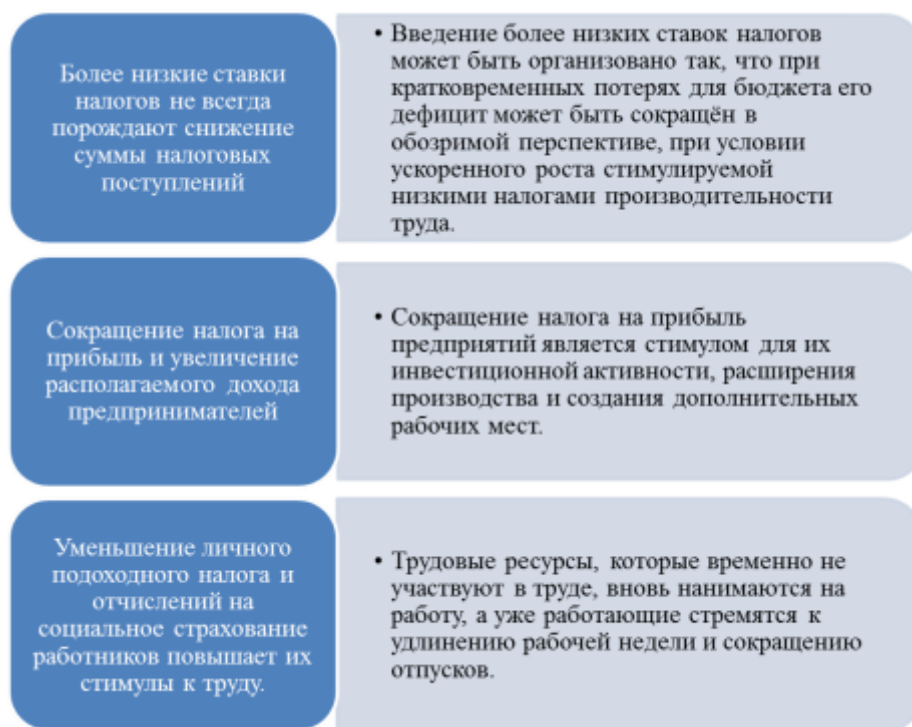 Более низкие ставки
налогов не всегда
порождают снижение
суммы налоговых
поступлений
• Введение более низких ставок налогов
может быть организовано так, что при
кратковременных потерях для бюджета его
дефицит может быть сокращён в
обозримой перспективе, при условии
ускоренного роста стимулируемой
низкими налогами производительности
труда.
Сокращение налога на
прибыль и увеличение
располагаемого дохода
предпринимателей
• Сокращение налога на прибыль
предприятий является стимулом для их
инвестиционной активности, расширения
производства и создания дополнительных
рабочих мест.
Уменьшение личного
подоходного налога и
отчислений на
социальное страхование
работников повышает их
стимулы к труду.
• Трудовые ресурсы, которые временно не
участвуют в труде, вновь нанимаются на
работу, а уже работающие стремятся к
удлинению рабочей недели и сокращению
отпусков.